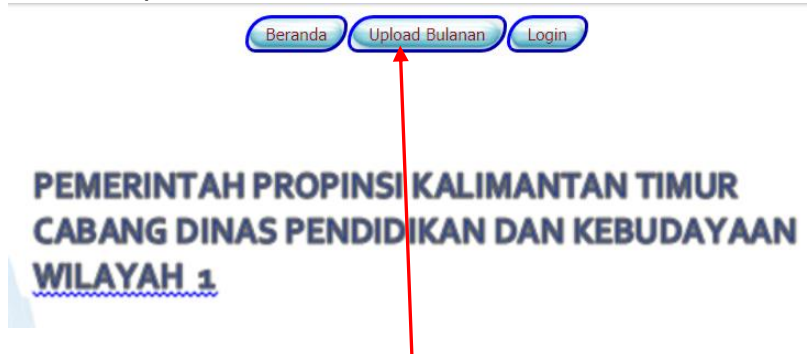 Beranda Upload Bulanan Login
PEMERINTAH PROPINSI KALIMANTAN TIMUR
CABANG DINAS PENDIDIKAN DAN KEBUDAYAAN
WILAYAH 1